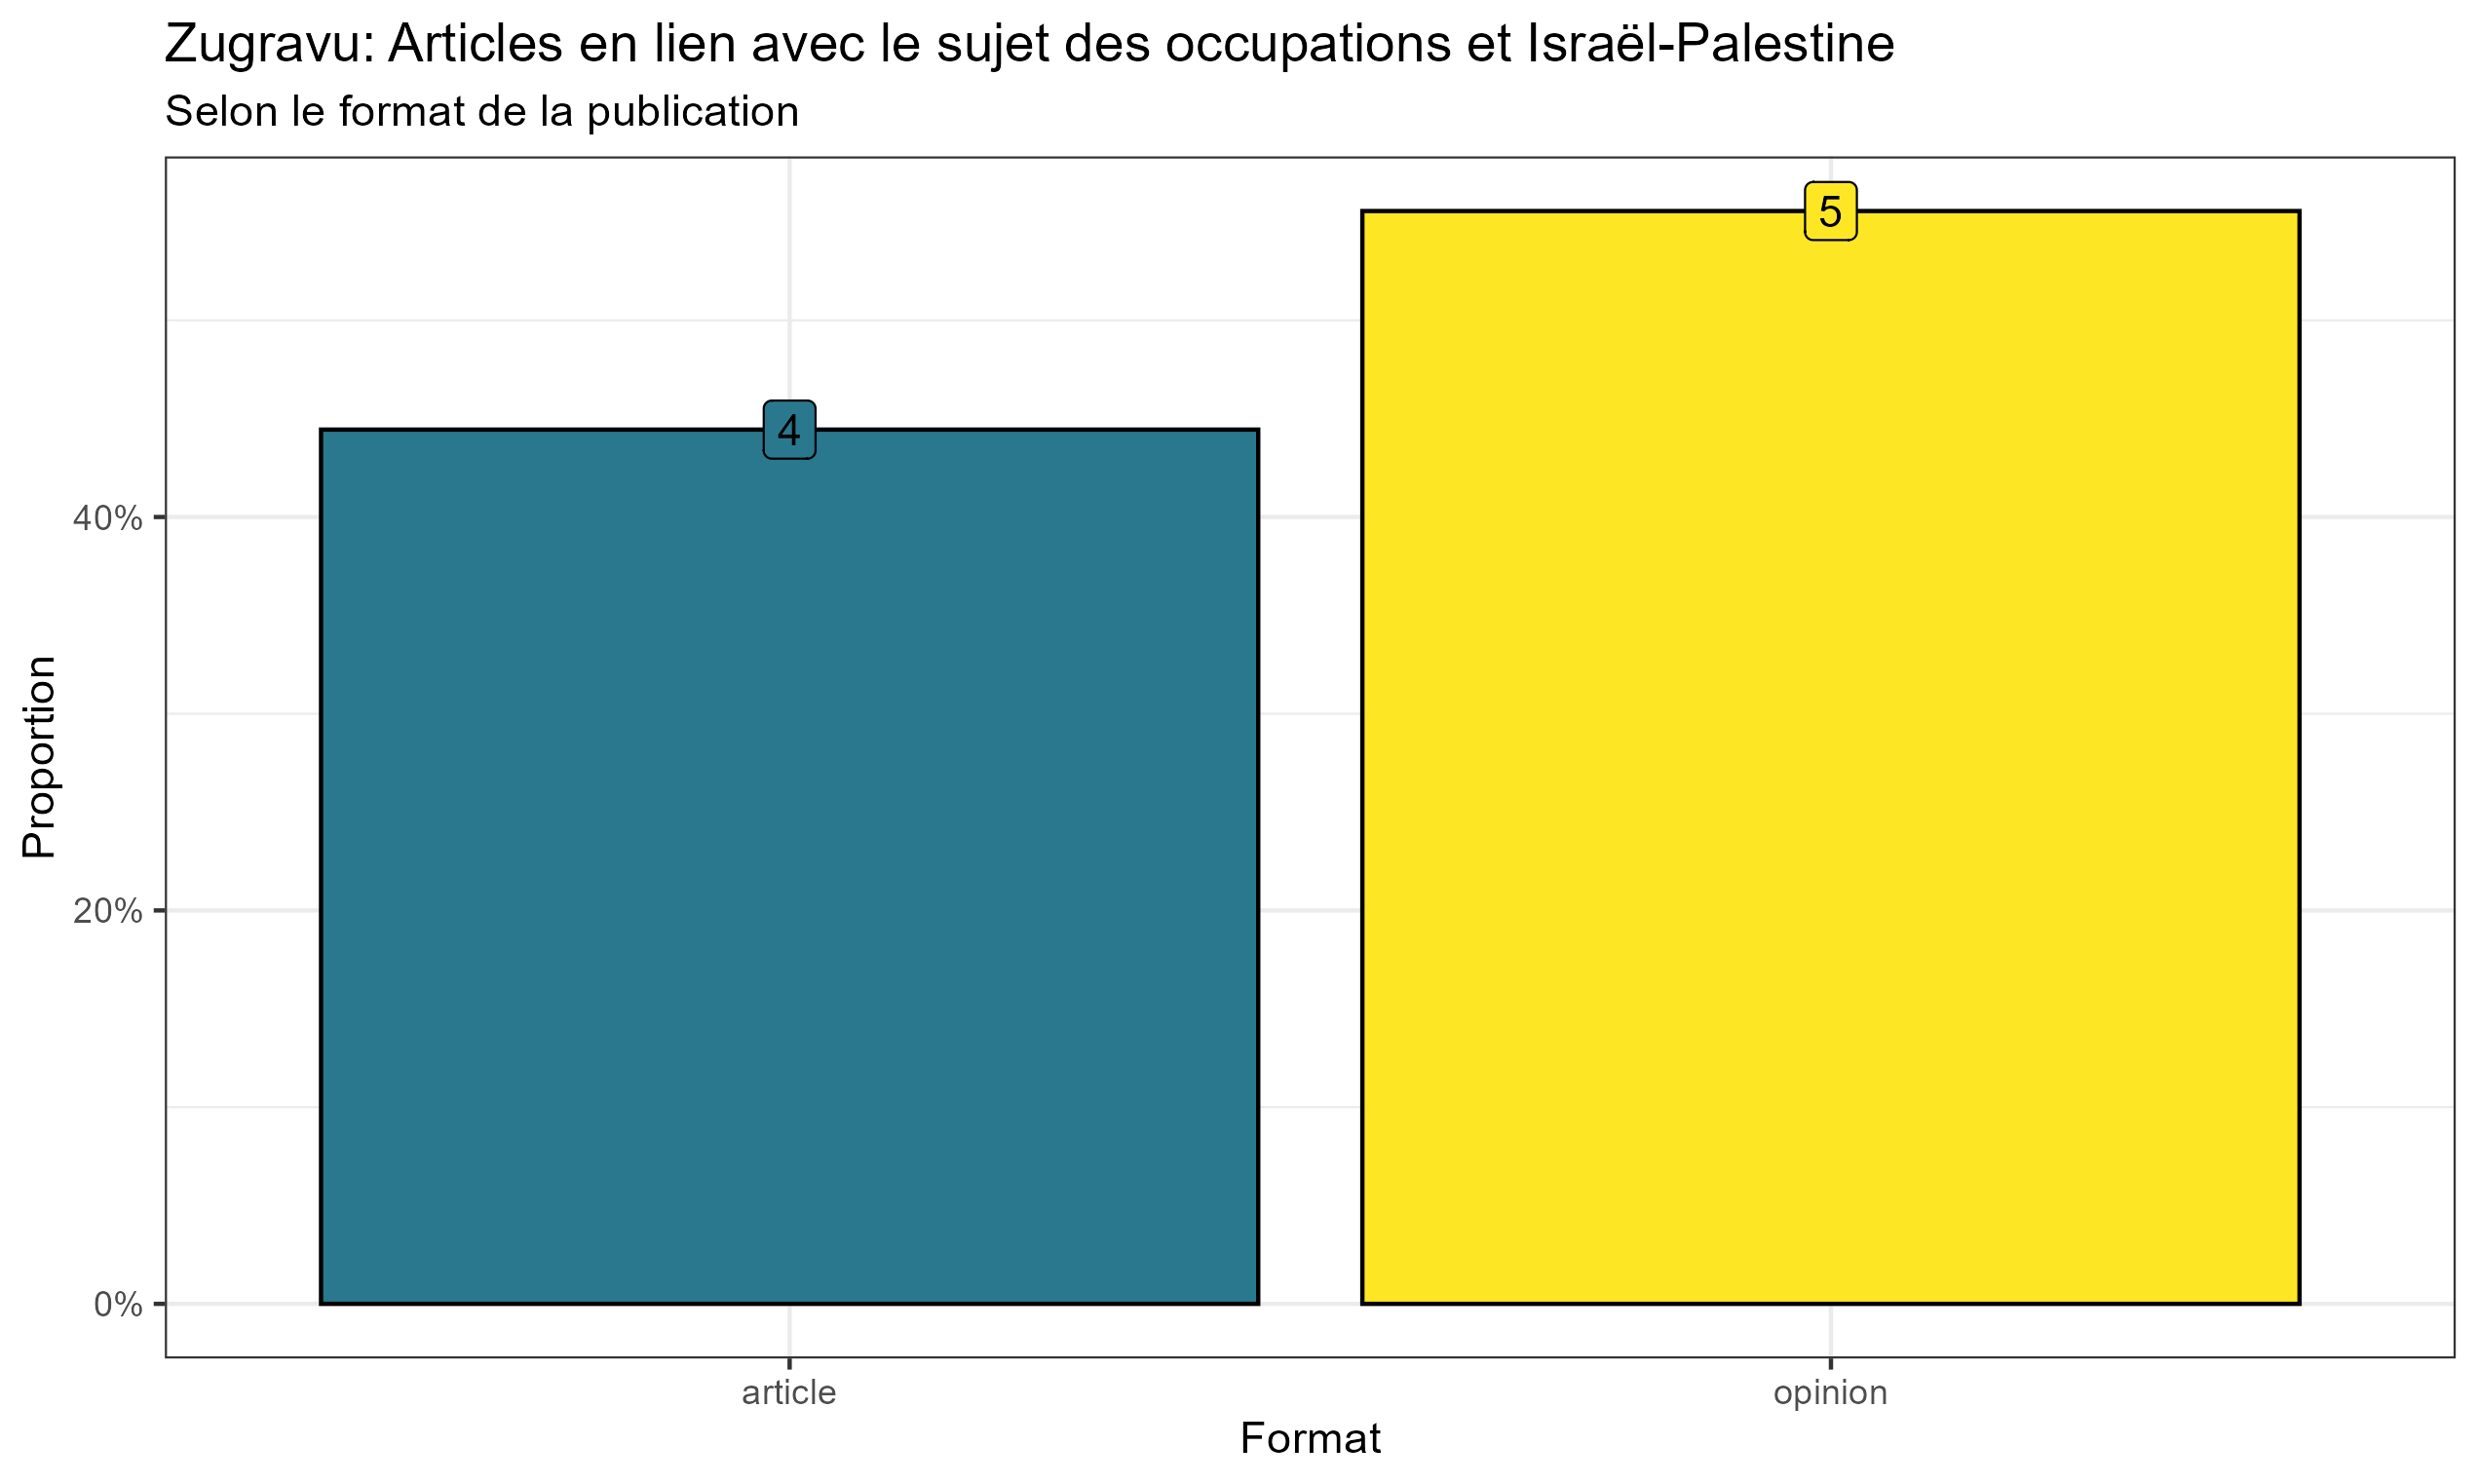 Zugravu: Articles en lien avec le sujet des occupations et Israël-Palestine
Selon le format de la publication
5
4
40%
20%
0%
Proportion
article
opinion
Format